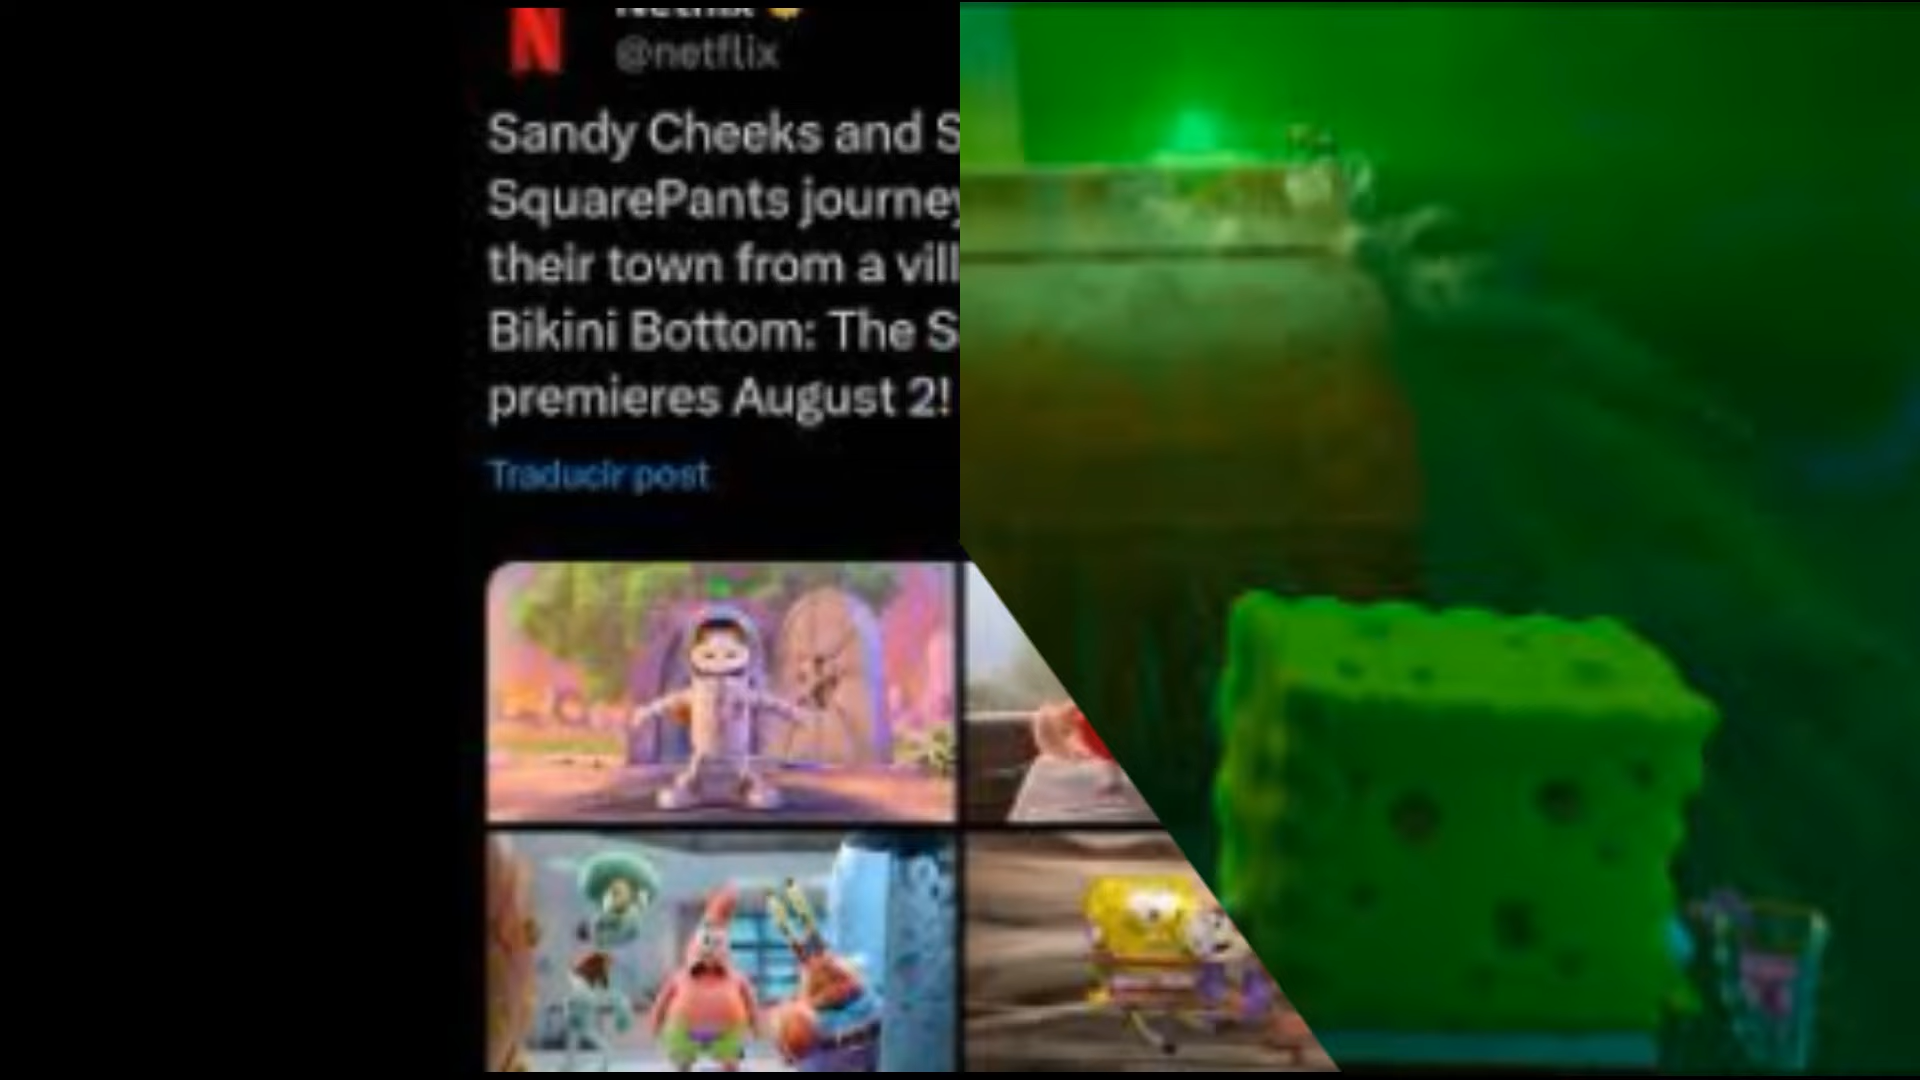 N
@netflix
Sandy Cheeks and S
SquarePants journey
their town from a vill
Bikini Bottom: The S
premieres August 2!
Traducir post